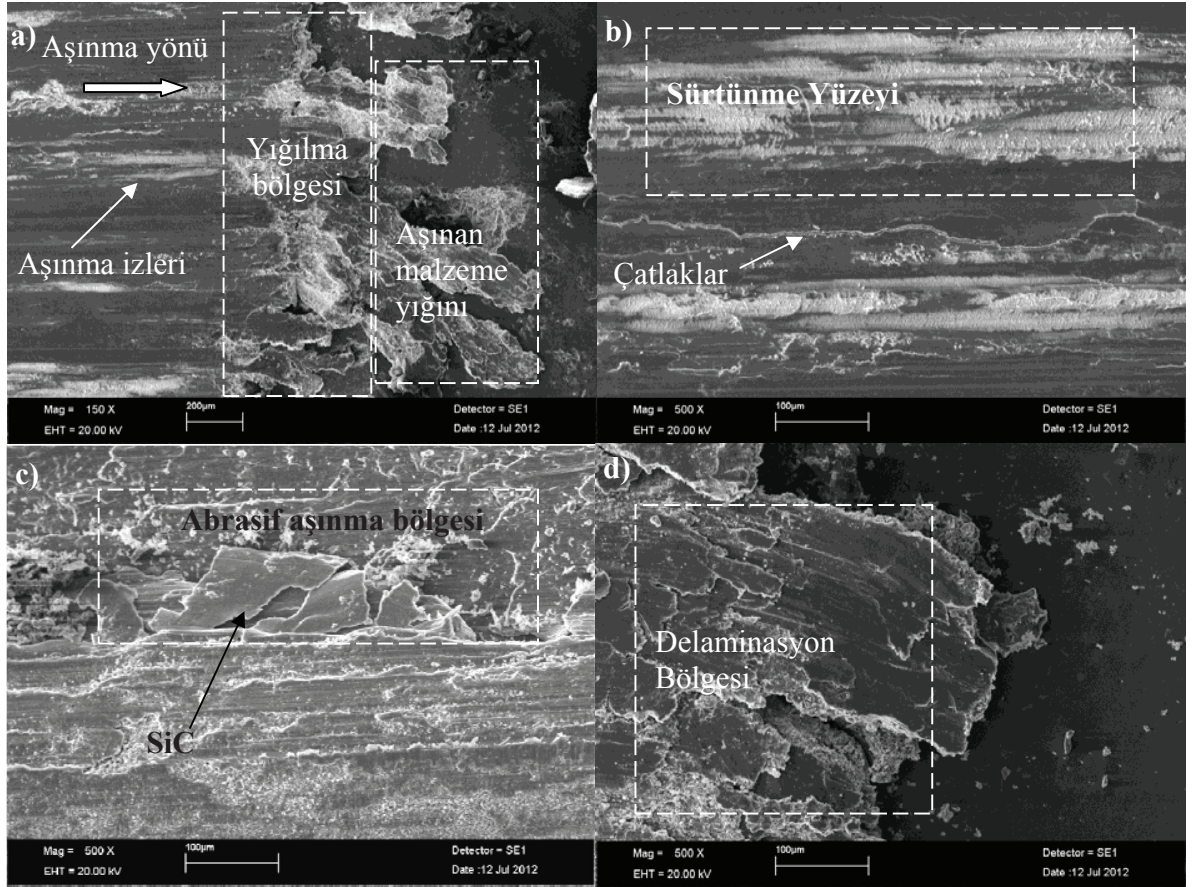 a)
Aşınma yönü
Yığılma
bölgesi
Aşınma izleri
Aşınan
malzeme
yığını
Mag = 150 X
200µm
Detector = SE1
EHT = 20.00 kV
Date :12 Jul 2012
b)
Sürtünme Yüzeyi
Çatlaklar
Mag = 500 X
100µm
Detector = SE1
EHT = 20.00 kV
Date :12 Jul 2012
c)
Abrasif aşınma bölgesi
SiC
Mag = 500 X
100µm
Detector = SE1
EHT = 20.00 kV
Date :12 Jul 2012
d)
Delaminasyon
Bölgesi
Mag = 500 X
100µm
Detector = SE1
EHT = 20.00 kV
Date :12 Jul 2012